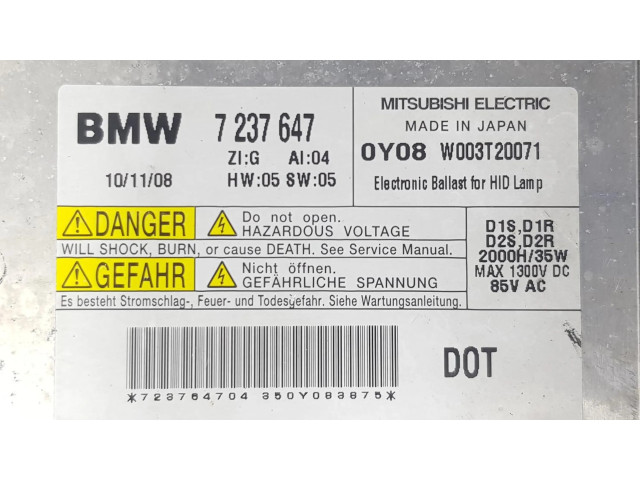 BMW 7 237 647
ZI:G AI:04
10/11/08 HW:05 SW:05
MITSUBISHI ELECTRIC
MADE IN JAPAN
0Y08 W003T20071
Electronic Ballast for HID Lamp
DANGER Do not open.
HAZARDOUS VOLTAGE
WILL SHOCK, BURN, or cause DEATH. See Service Manual.
GEFAHR Nicht öffnen.
GEFÄHRLICHE SPANNUNG
Es besteht Stromschlag-, Feuer- und Todesgefahr. Siehe Wartungsanleitung.
D1S,D1R
D2S,D2R
2000H/35W
MAX 1300V DC
85V AC
DOT
*723764704 350Y083875*